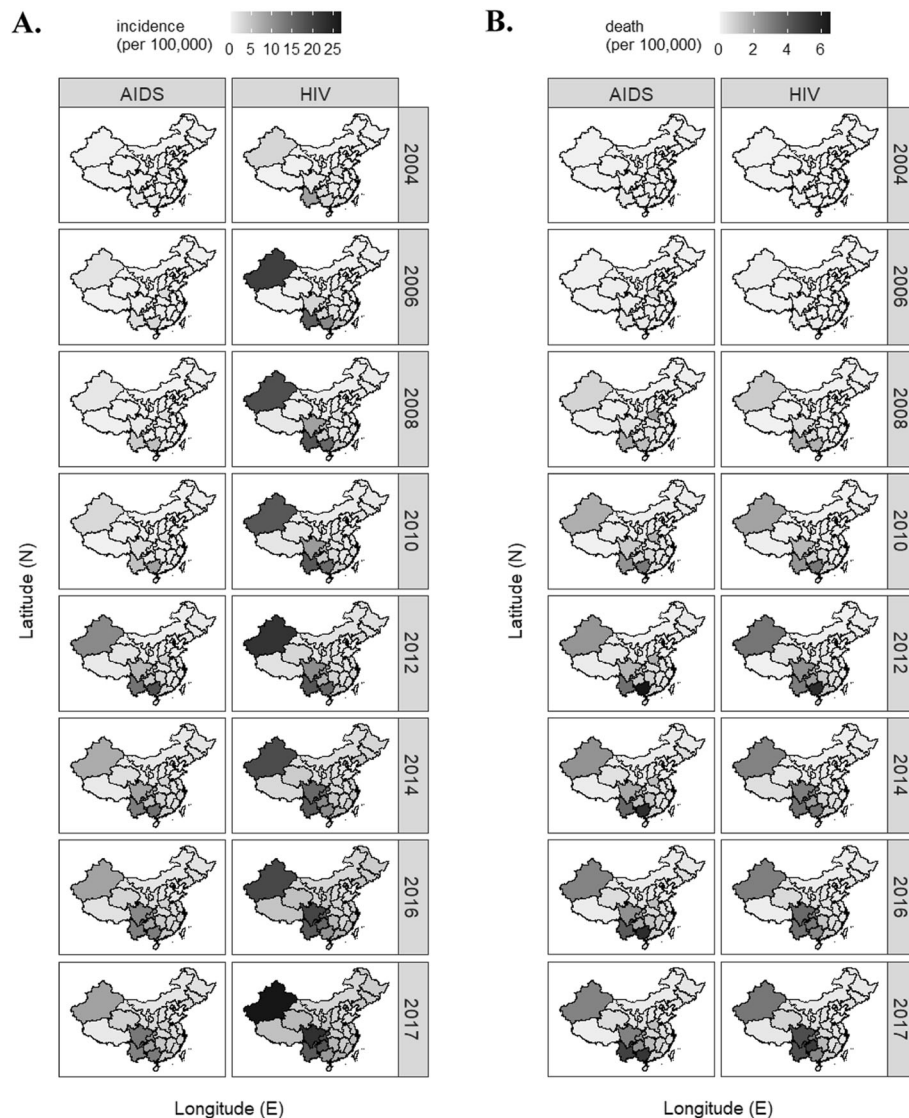 A.
incidence
(per 100,000)
0 5 10 15 20 25
AIDS
HIV
2004
2006
2008
2010
2012
2014
2016
2017
Latitude (N)
Longitude (E)
B.
death
(per 100,000)
0 2 4 6
AIDS
HIV
2004
2006
2008
2010
2012
2014
2016
2017
Latitude (N)
Longitude (E)